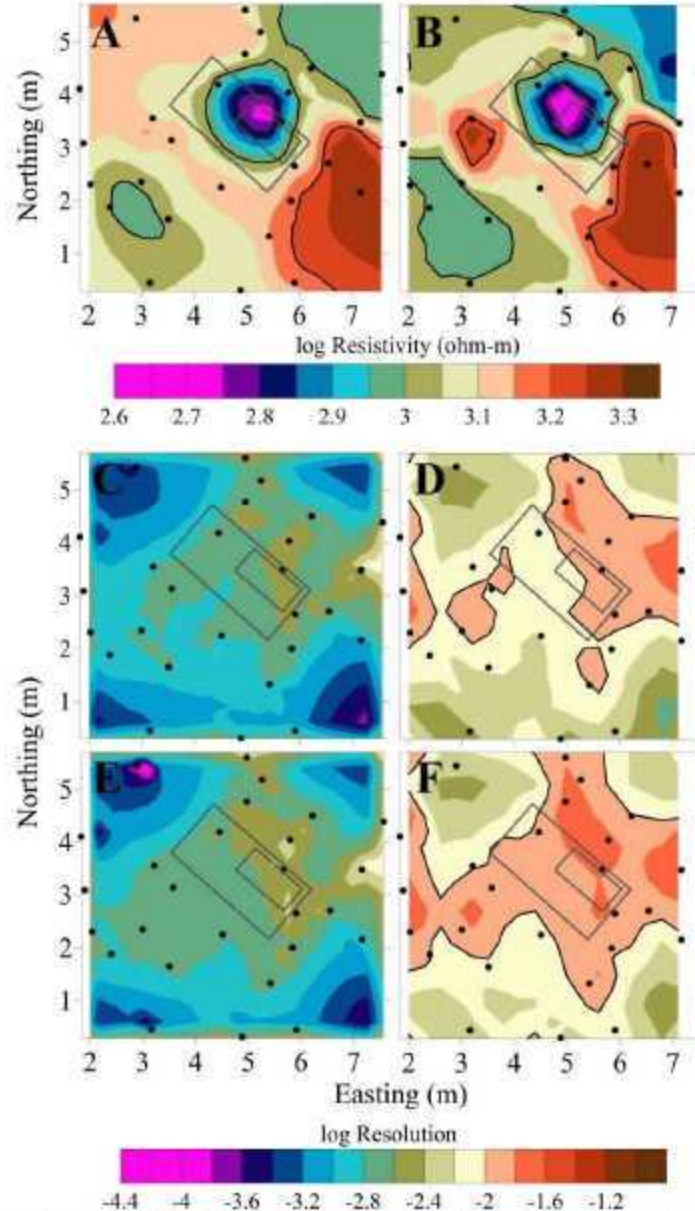 A B
Northing (m)
5
4
3
2
1
2 3 4 5 6 7 2 3 4 5 6 7
log Resistivity (ohm-m)
2.6 2.7 2.8 2.9 3 3.1 3.2 3.3
C D
5
4
3
2
1
Northing (m)
E F
5
4
3
2
1
2 3 4 5 6 7 2 3 4 5 6 7
Easting (m)
log Resolution
-4.4 -4 -3.6 -3.2 -2.8 -2.4 -2 -1.6 -1.2